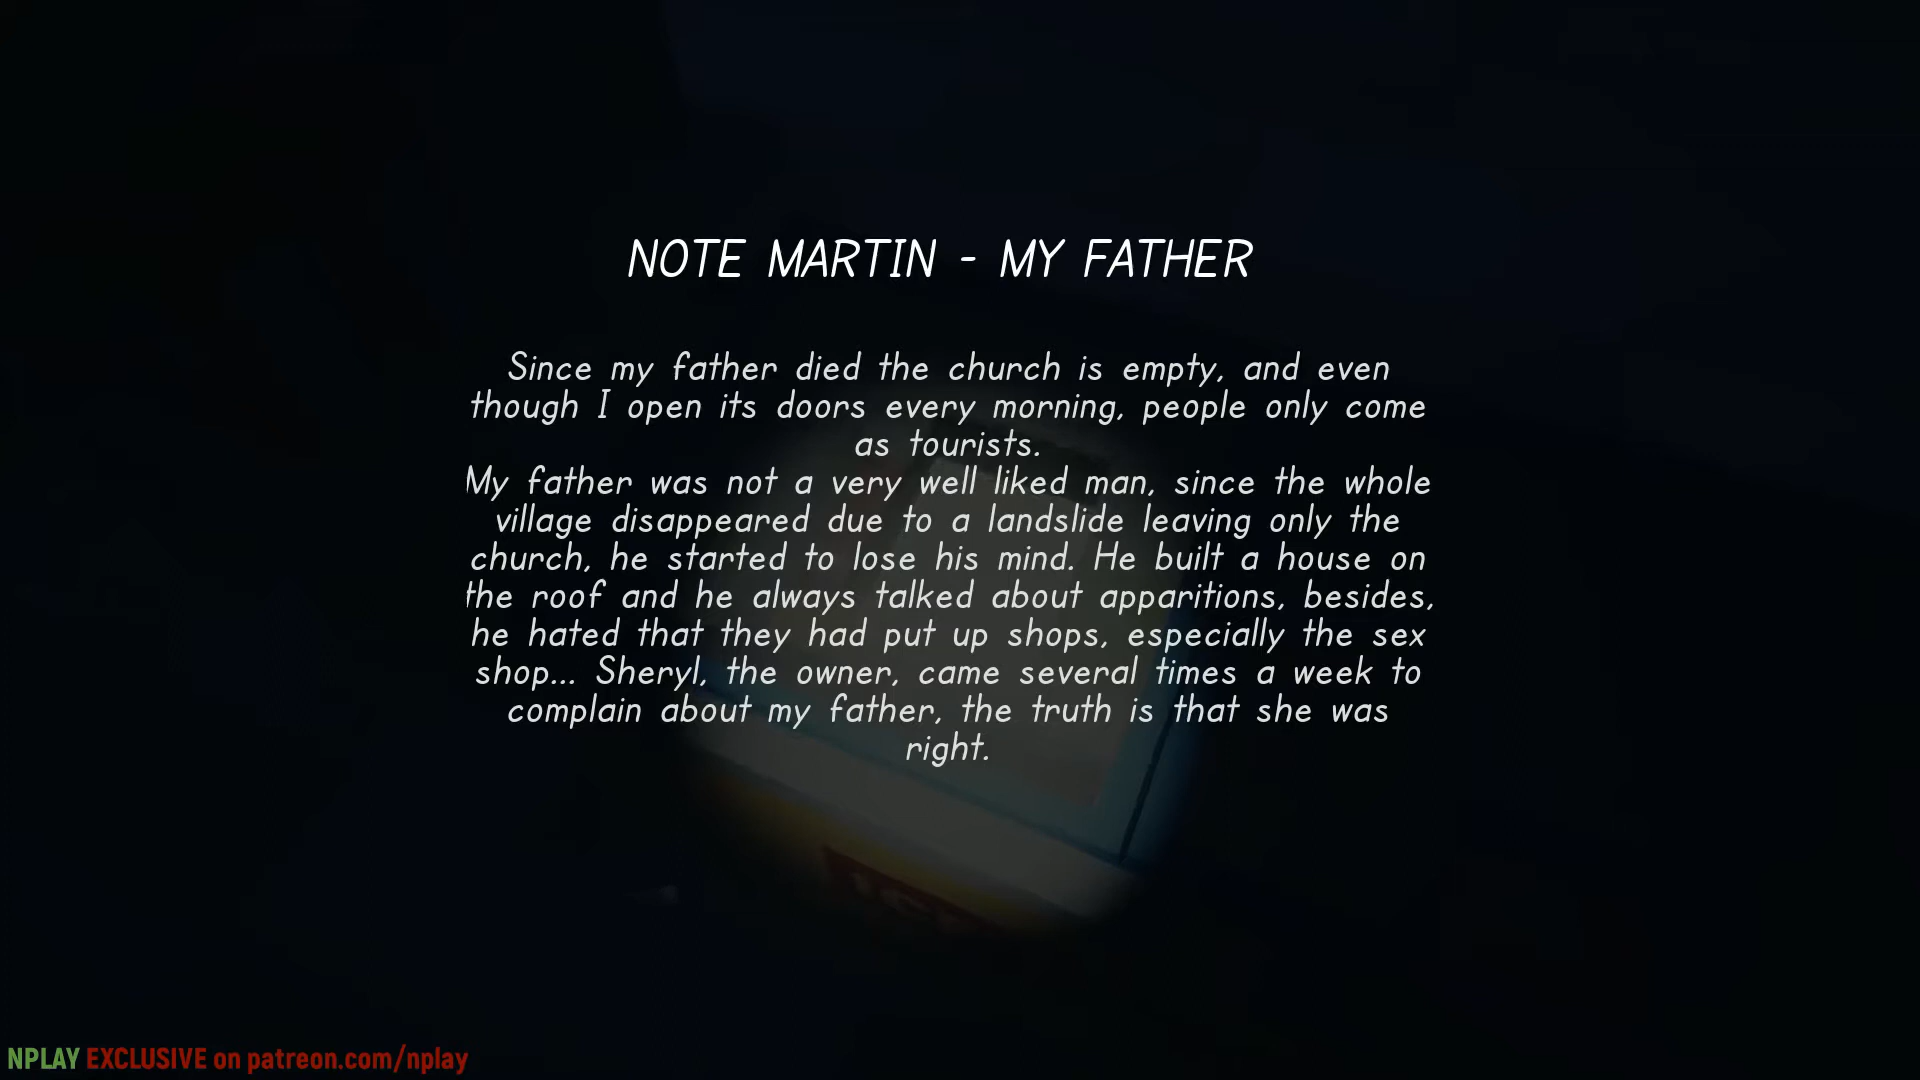 NOTE MARTIN - MY FATHER
Since my father died the church is empty, and even
though I open its doors every morning, people only come
as tourists.
My father was not a very well liked man, since the whole
village disappeared due to a landslide leaving only the
church, he started to lose his mind. He built a house on
the roof and he always talked about apparitions, besides,
he hated that they had put up shops, especially the sex
shop... Sheryl, the owner, came several times a week to
complain about my father, the truth is that she was
right.
NPLAY EXCLUSIVE on patreon.com/nplay